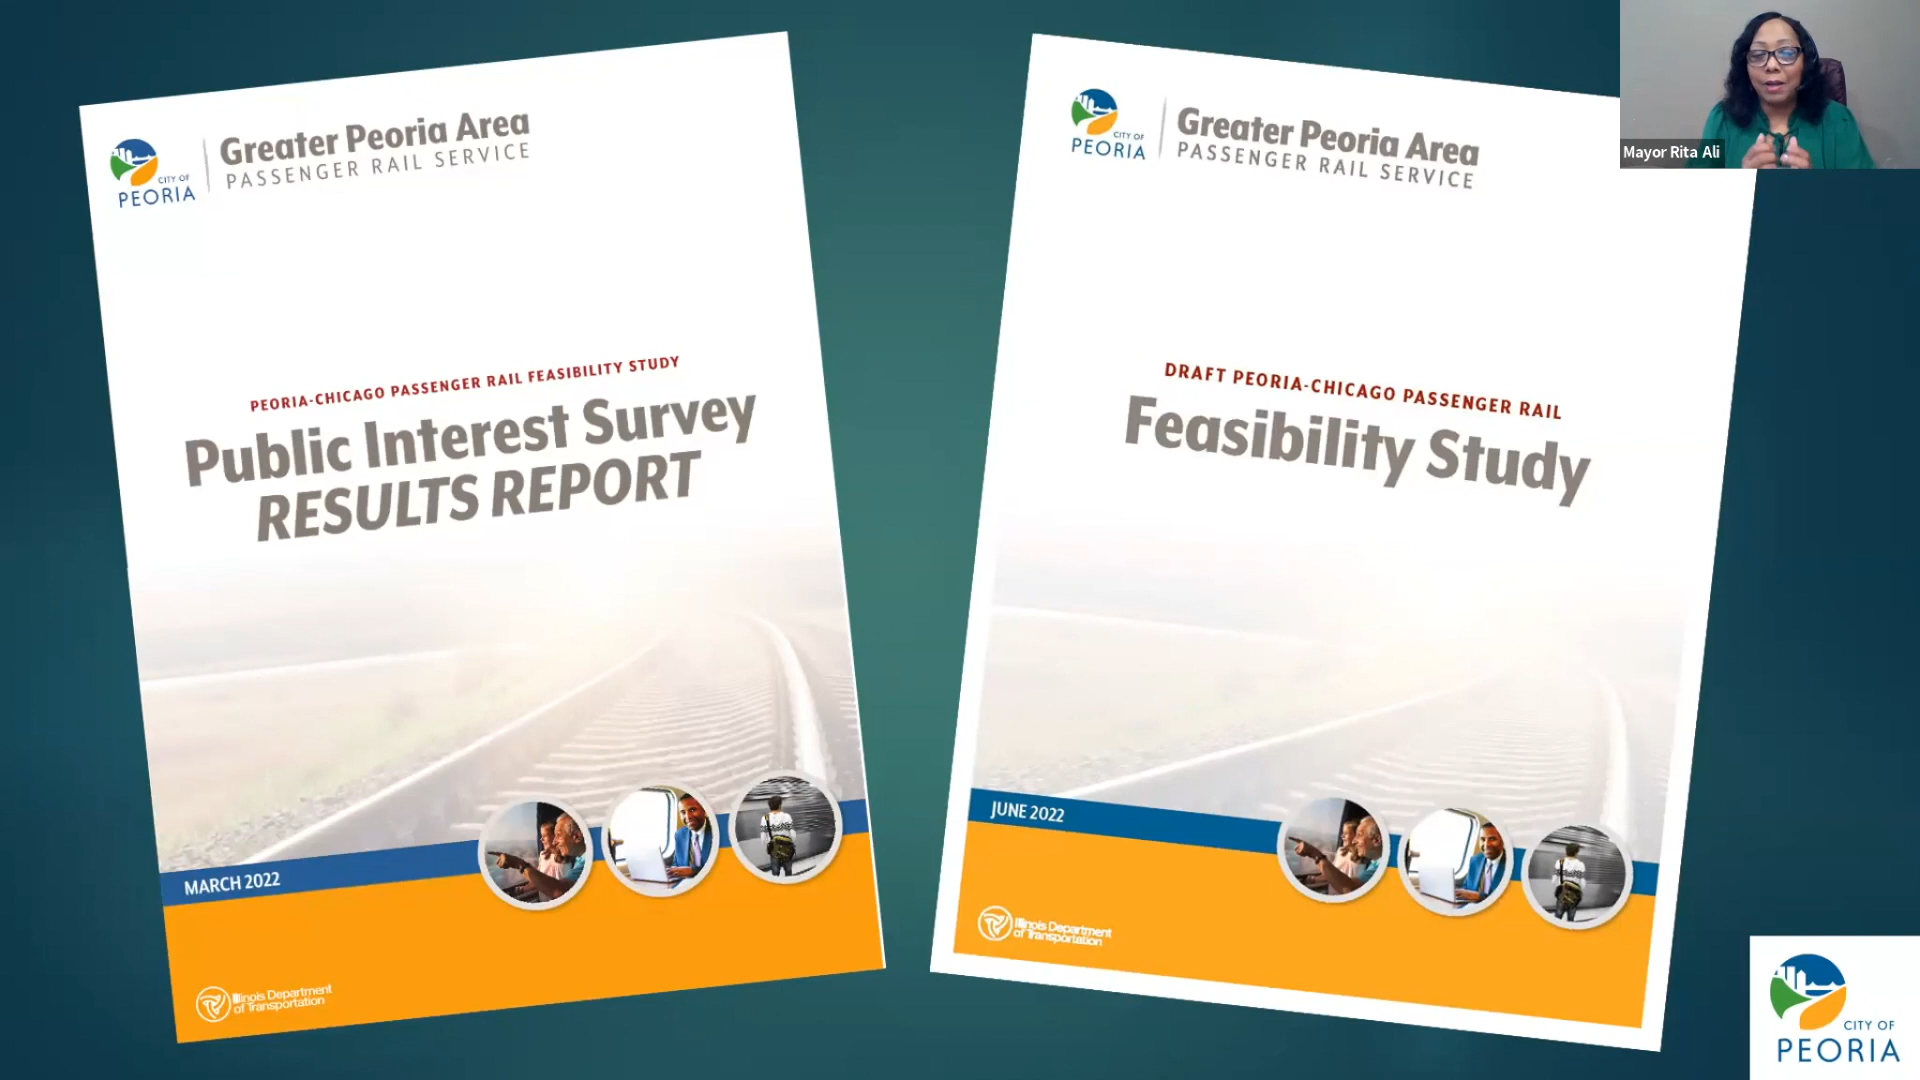 CITY OF
PEORIA
Greater Peoria Area
PASSENGER RAIL SERVICE
PEORIA-CHICAGO PASSENGER RAIL FEASIBILITY STUDY
Public Interest Survey
RESULTS REPORT
MARCH 2022
Illinois Department
of Transportation
CITY OF
PEORIA
Greater Peoria Area
PASSENGER RAIL SERVICE
DRAFT PEORIA-CHICAGO PASSENGER RAIL
Feasibility Study
JUNE 2022
Illinois Department
of Transportation
Mayor Rita Ali
CITY OF
PEORIA